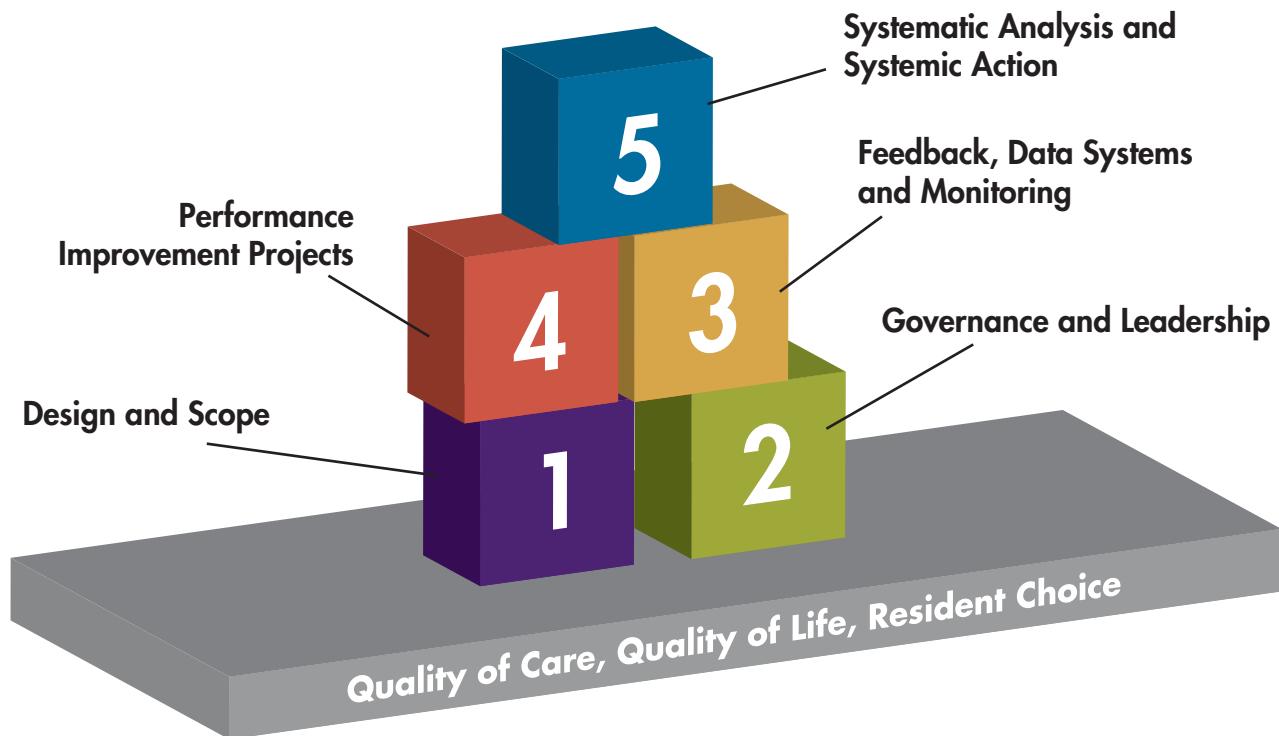 Systematic Analysis and
Systemic Action
5
Feedback, Data Systems
and Monitoring
Performance
Improvement Projects
4
3
Governance and Leadership
Design and Scope
1
2
Quality of Care, Quality of Life, Resident Choice